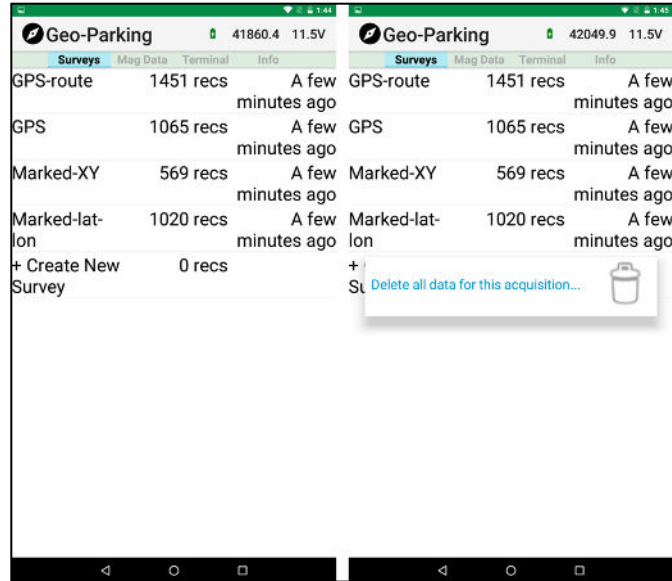 1:44
Geo-Parking 41860.4 11.5V
Surveys Mag Data Terminal Info
GPS-route 1451 recs A few
minutes ago
GPS 1065 recs A few
minutes ago
Marked-XY 569 recs A few
minutes ago
Marked-lat- 1020 recs A few
lon minutes ago
+ Create New 0 recs
Survey
1:45
Geo-Parking 42049.9 11.5V
Surveys Mag Data Terminal Info
GPS-route 1451 recs A few
minutes ago
GPS 1065 recs A few
minutes ago
Marked-XY 569 recs A few
minutes ago
Marked-lat- 1020 recs A few
lon minutes ago
+
Su
Delete all data for this acquisition...